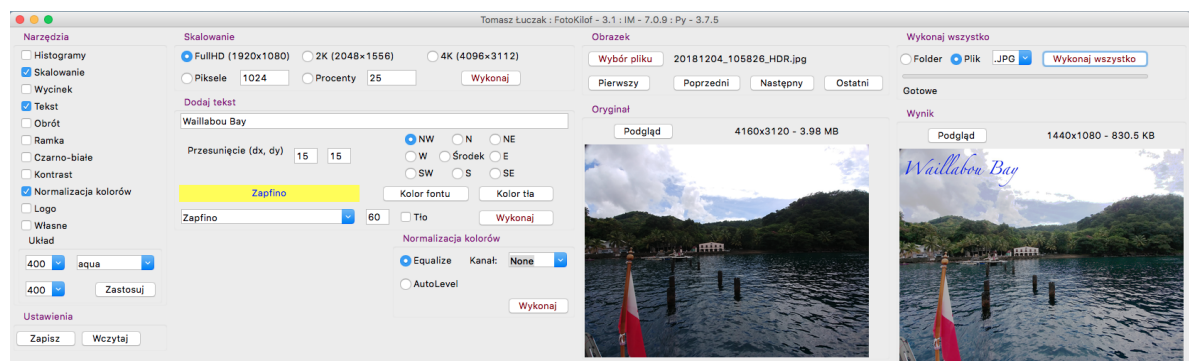 Tomasz Łuczak : FotoKilof - 3.1 : IM - 7.0.9 : Py - 3.7.5
Narzędzia
Histogramy
Skalowanie
Wycinek
Tekst
Obrót
Ramka
Czarno-białe
Kontrast
Normalizacja kolorów
Logo
Własne
Układ
400 aqua
400 Zastosuj
Ustawienia
Zapisz Wczytaj
Skalowanie
FullHD (1920x1080) 2K (2048×1556) 4K (4096×3112)
Piksele 1024 Procenty 25 Wykonaj
Dodaj tekst
Waillabou Bay
Przesunięcie (dx, dy) 15 15
NW N NE
W Środek E
SW S SE
Zapfino Kolor fontu Kolor tła
Zapfino 60 Tło Wykonaj
Normalizacja kolorów
Equalize Kanał: None
AutoLevel
Wykonaj
Obrazek
Wybór pliku 20181204_105826_HDR.jpg
Pierwszy Poprzedni Następny Ostatni
Oryginał
Podgląd 4160x3120 - 3.98 MB
Wykonaj wszystko
Folder Plik .JPG Wykonaj wszystko
Gotowe
Wynik
Podgląd 1440x1080 - 830.5 KB
Waillabou Bay